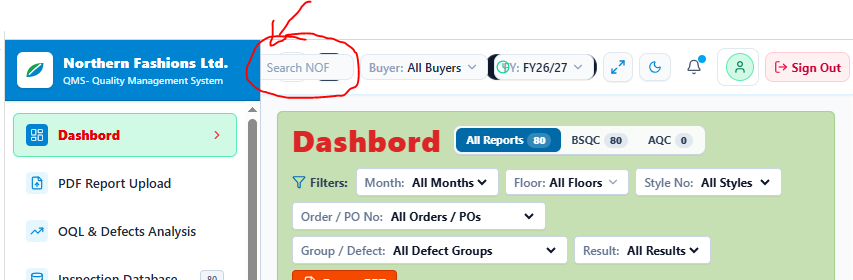 Northern Fashions Ltd.
QMS- Quality Management System
Search NOF
Buyer: All Buyers
FY26/27
Sign Out
Dashbord
PDF Report Upload
OQL & Defects Analysis
Inspection Database 80
Dashbord
All Reports 80
BSQC 80
AQC 0
Filters:
Month: All Months
Floor: All Floors
Style No: All Styles
Order / PO No: All Orders / POs
Group / Defect: All Defect Groups
Result: All Results